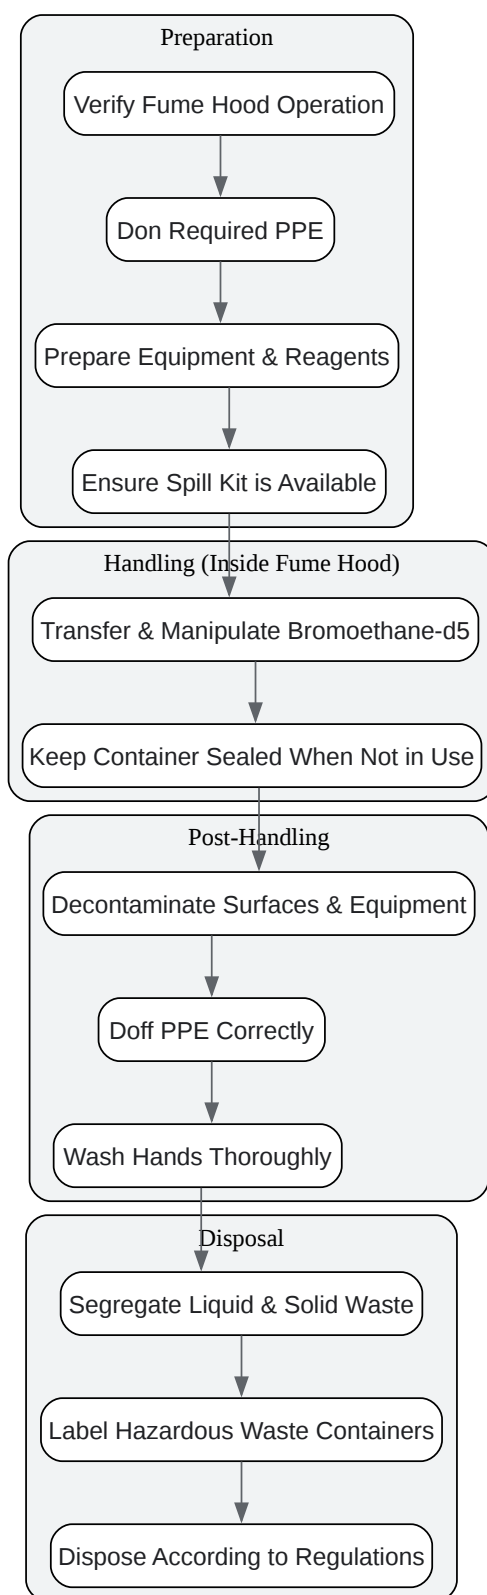 Preparation
Verify Fume Hood Operation
Don Required PPE
Prepare Equipment & Reagents
Ensure Spill Kit is Available
Handling (Inside Fume Hood)
Transfer & Manipulate Bromoethane-d5
Keep Container Sealed When Not in Use
Post-Handling
Decontaminate Surfaces & Equipment
Doff PPE Correctly
Wash Hands Thoroughly
Disposal
Segregate Liquid & Solid Waste
Label Hazardous Waste Containers
Dispose According to Regulations